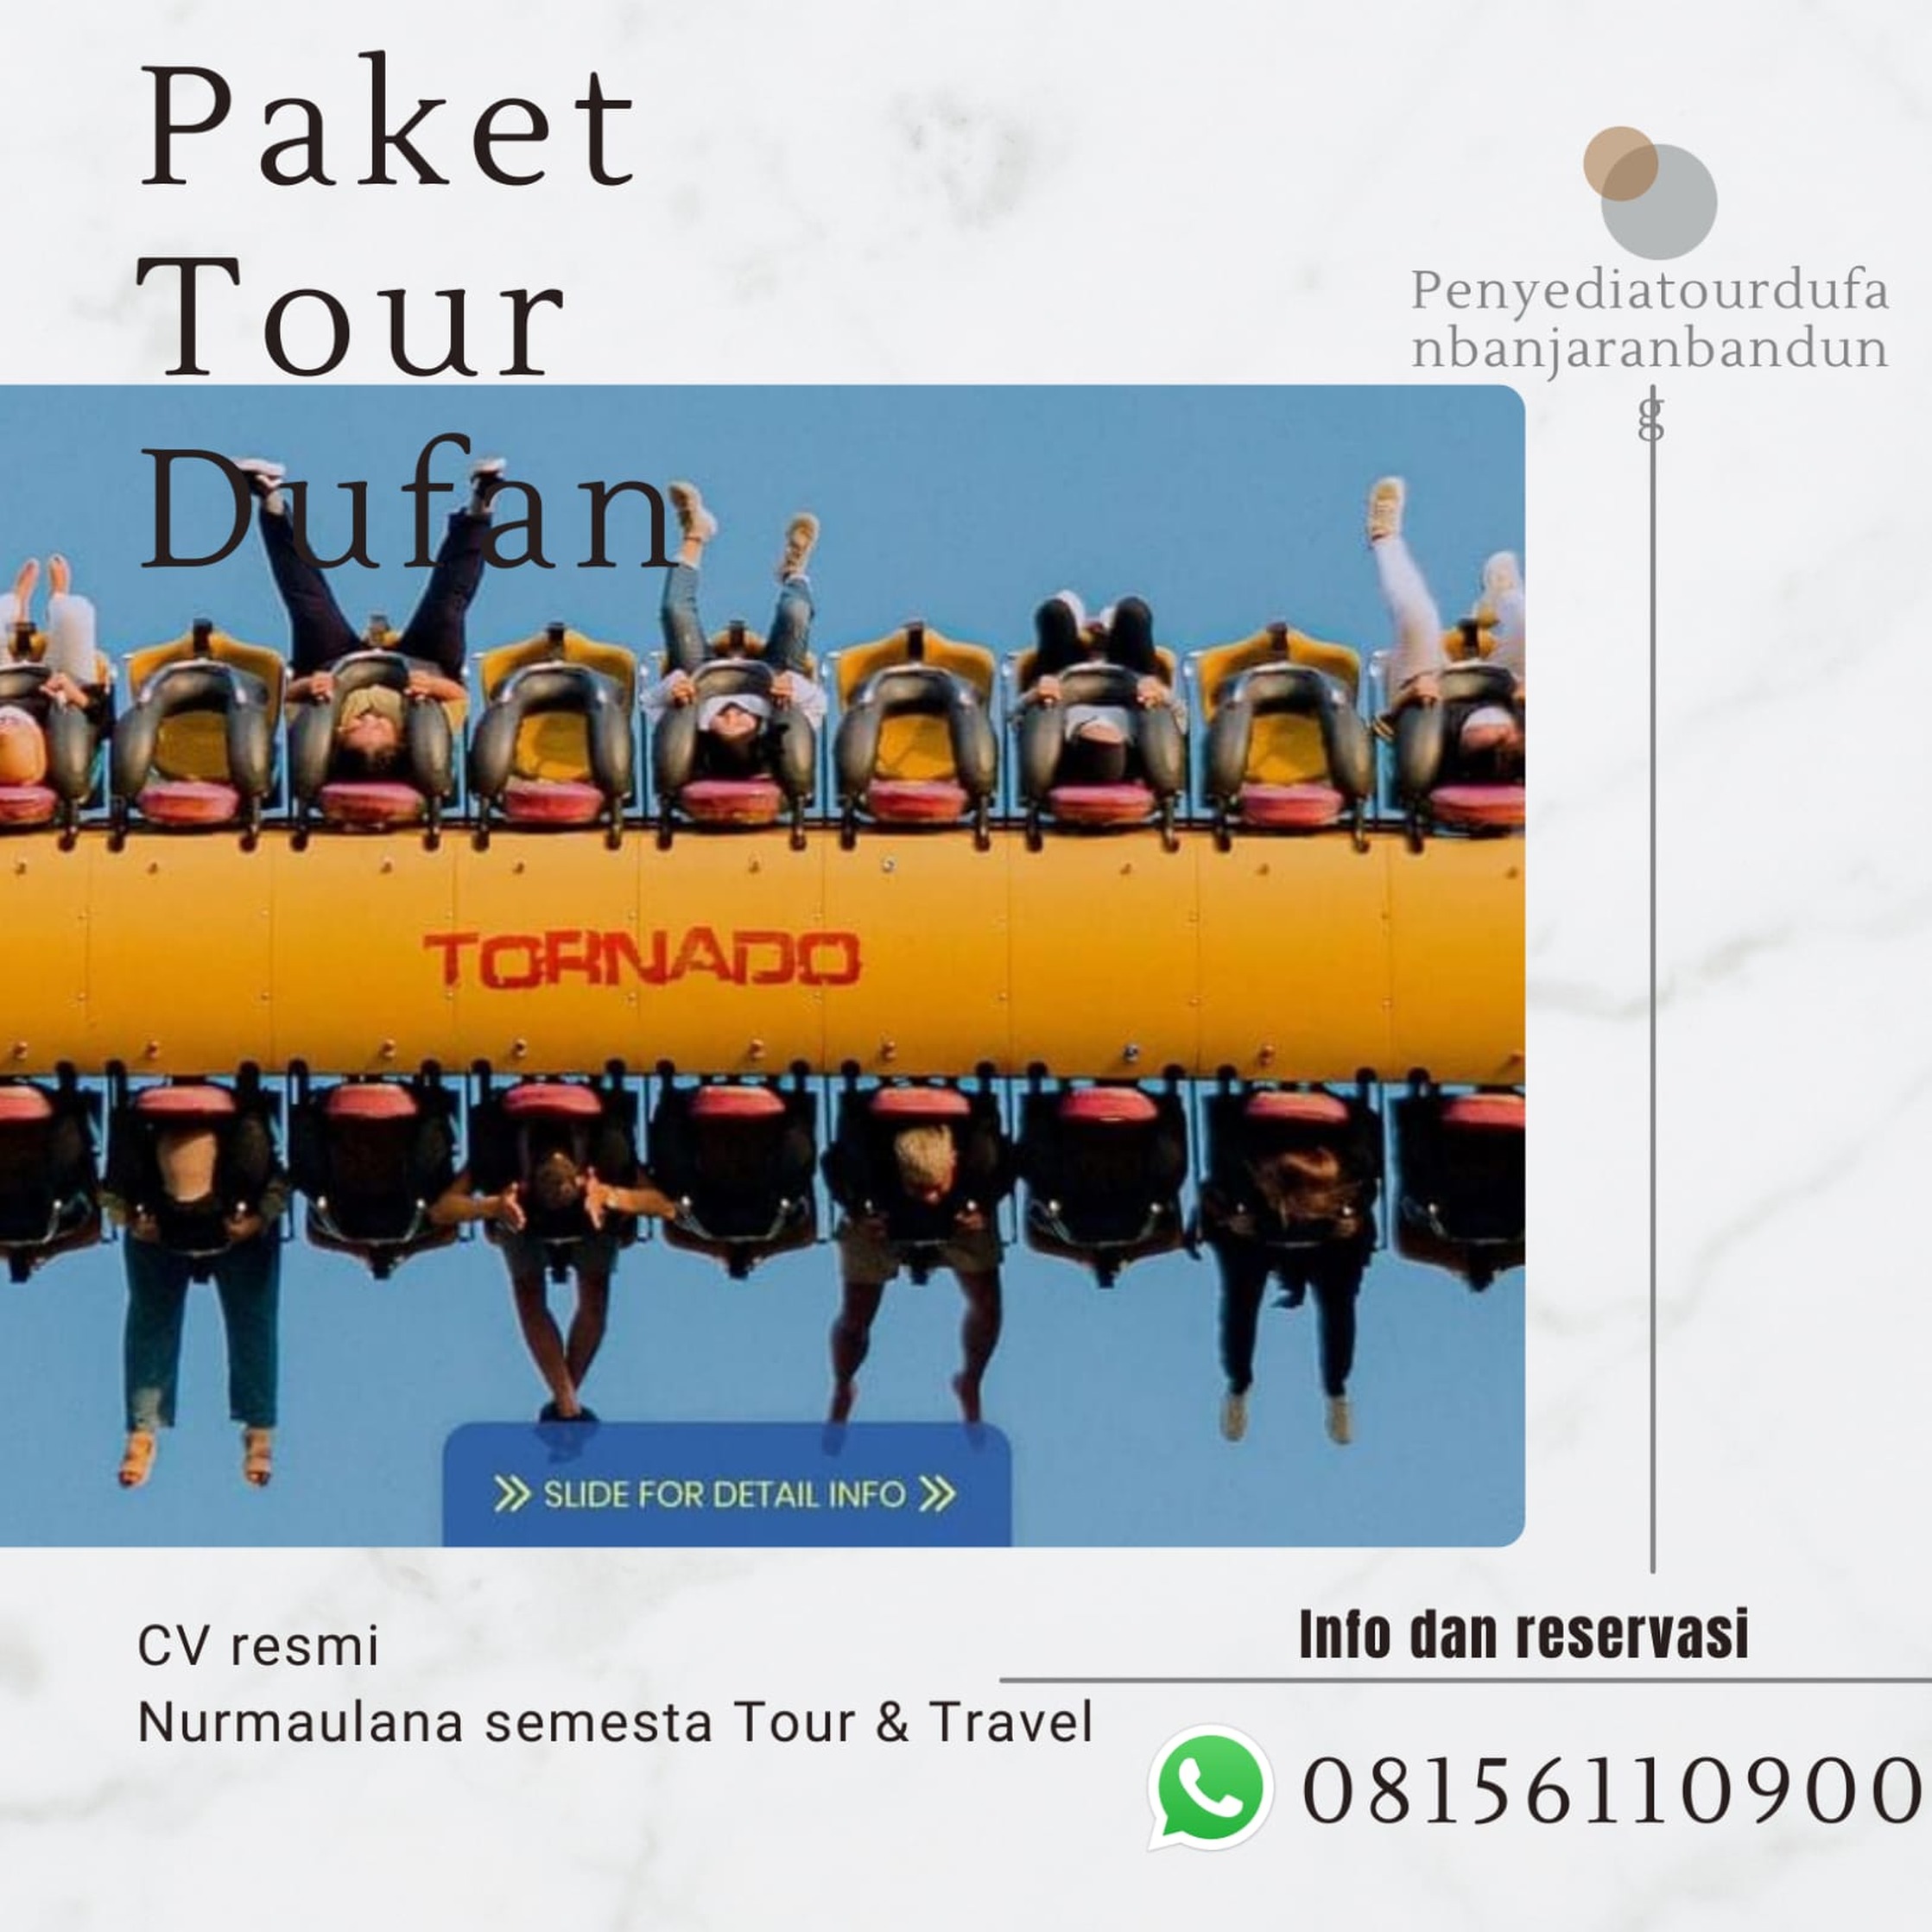 Paket
Tour
Dufan
Penyediatourdufa
nbanjaranbandun
g
TORNADO
SLIDE FOR DETAIL INFO
CV resmi
Nurmaulana semesta Tour & Travel
Info dan reservasi
08156110900